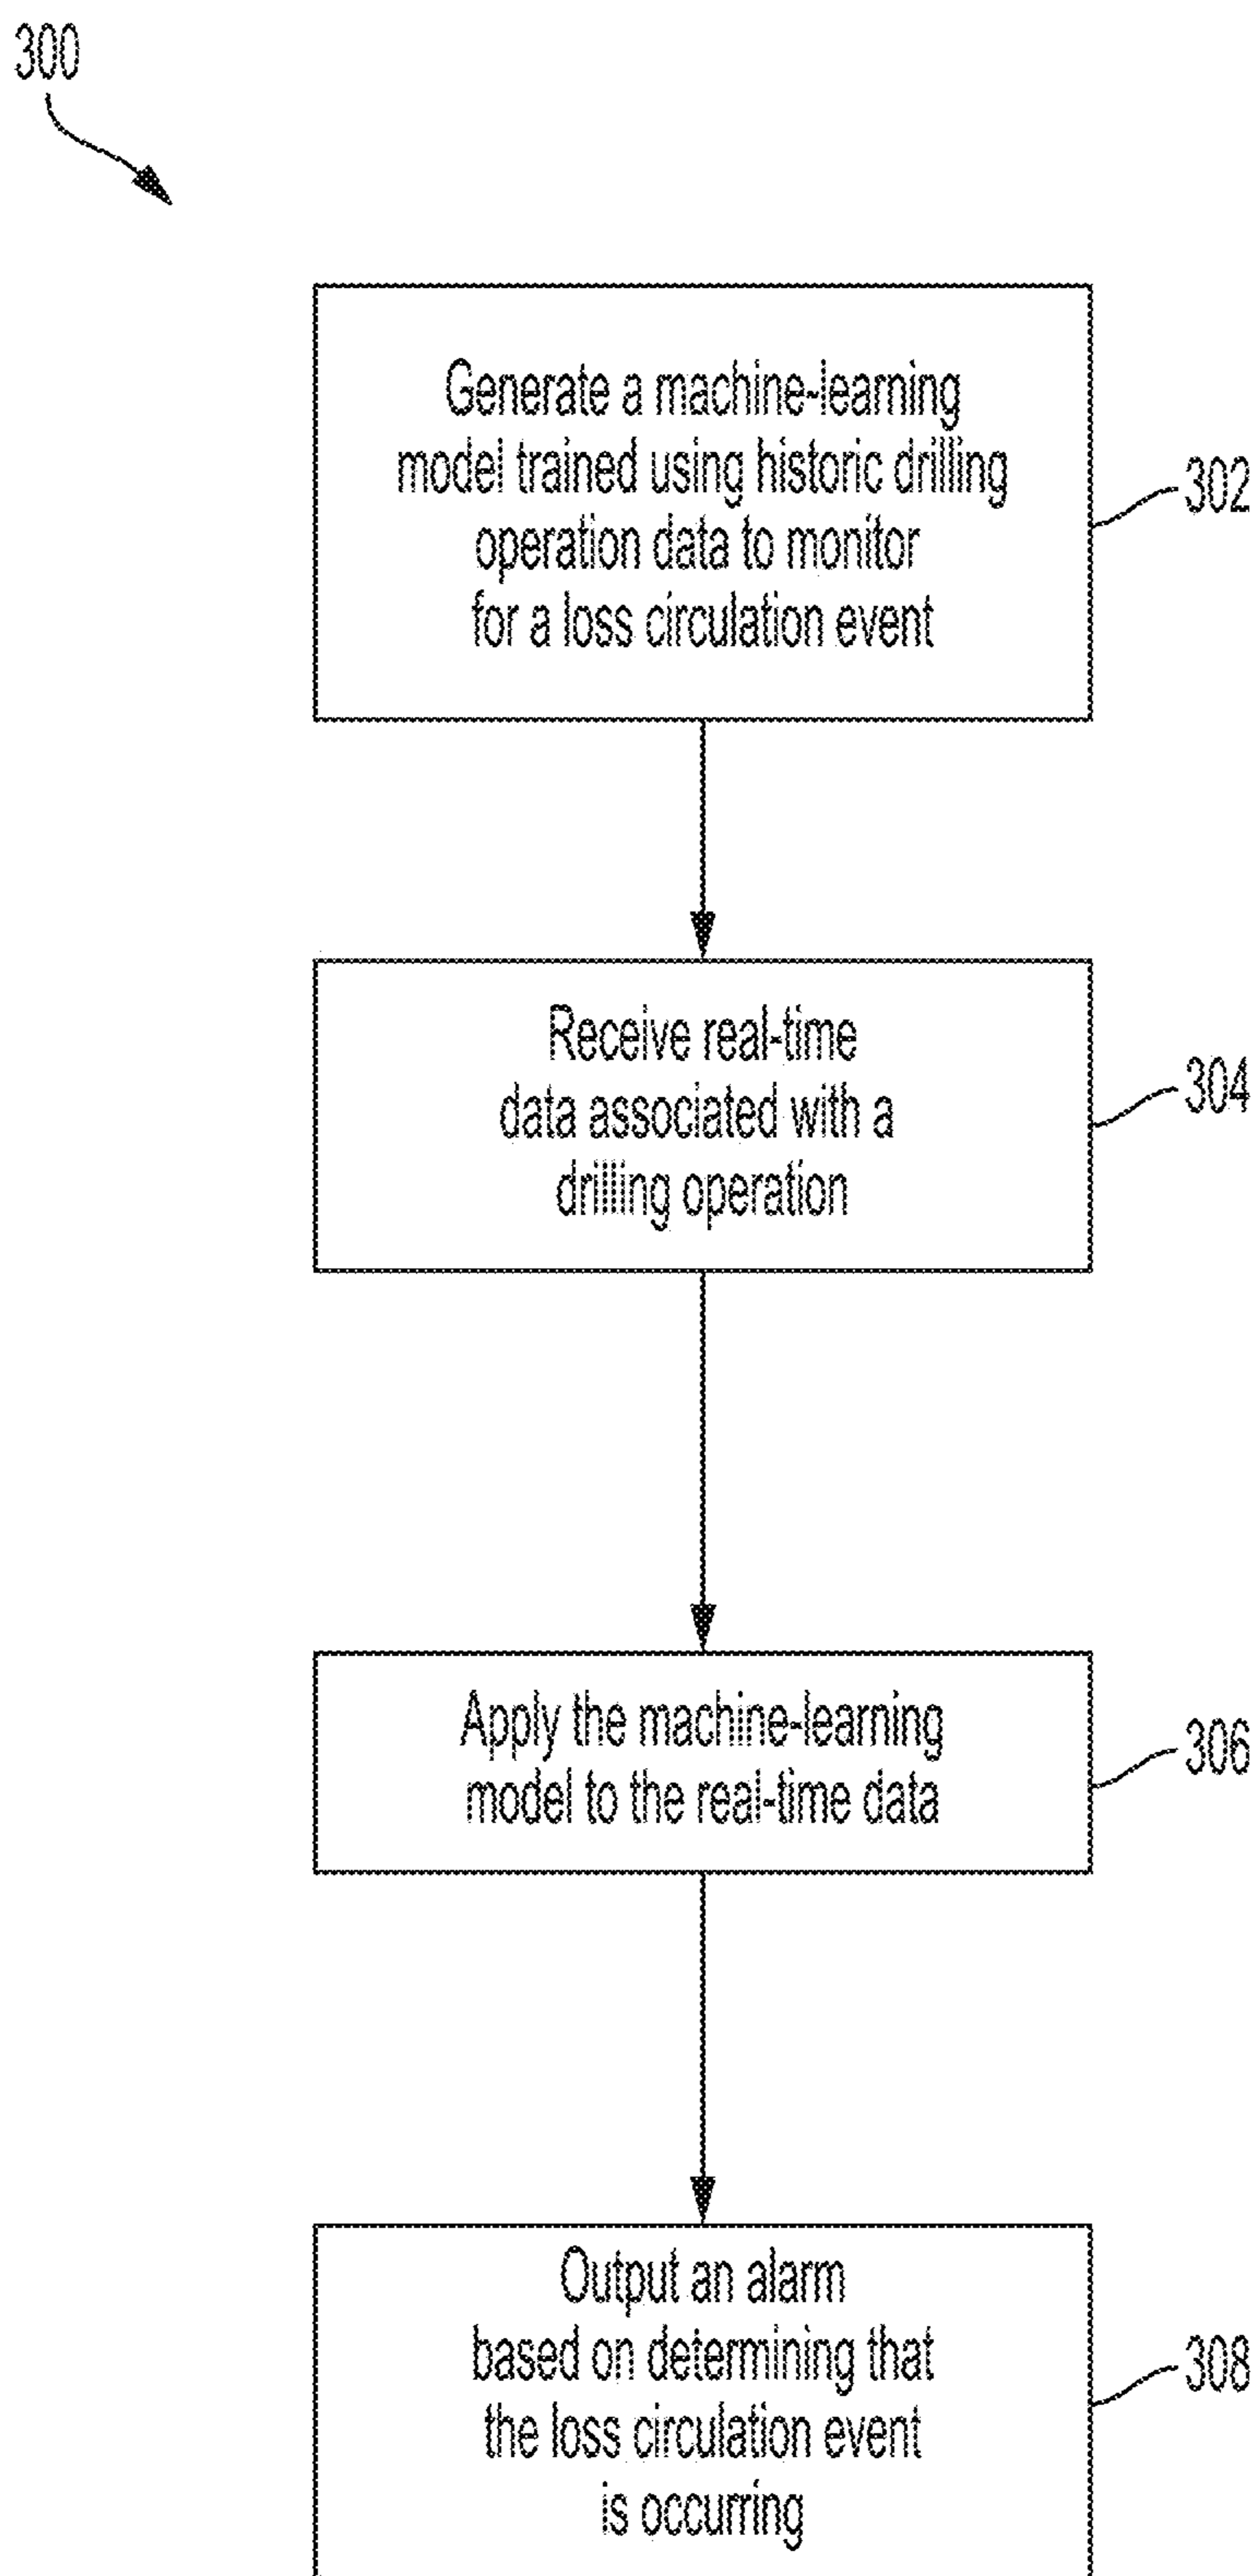 300
Generate a machine-learning
model trained using historic drilling
operation data to monitor
for a loss circulation event
302
Receive real-time
data associated with a
drilling operation
304
Apply the machine-learning
model to the real-time data
306
Output an alarm
based on determining that
the loss circulation event
is occurring
308